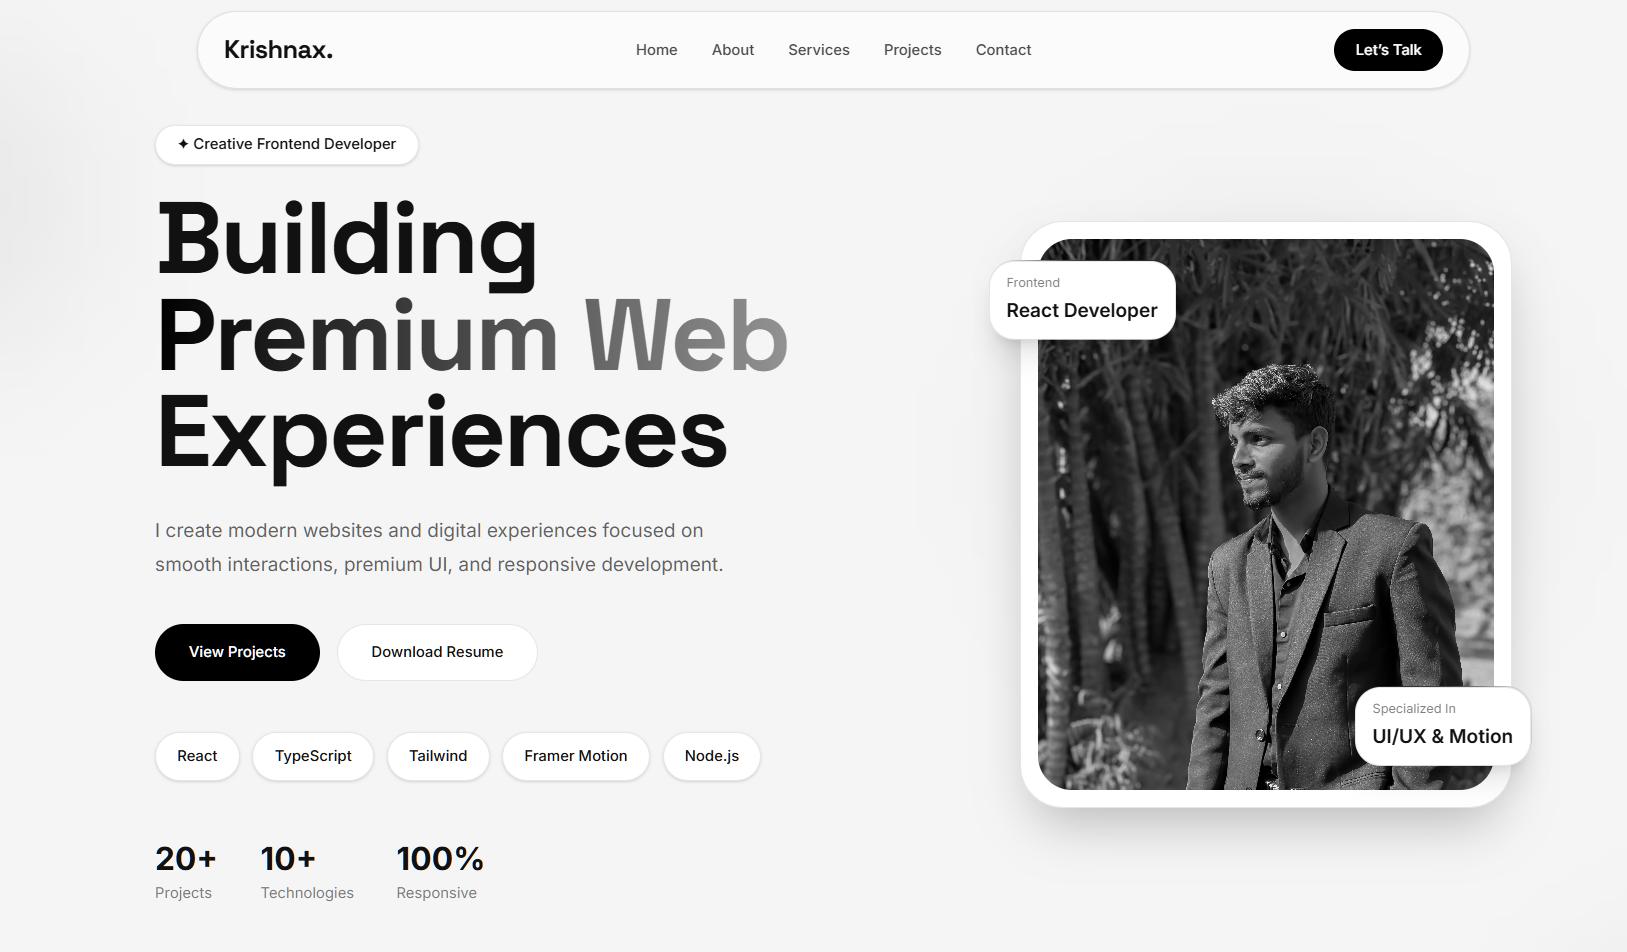 Krishnax.
Home
About
Services
Projects
Contact
Let’s Talk
✦ Creative Frontend Developer
Building
Premium Web
Experiences
I create modern websites and digital experiences focused on
smooth interactions, premium UI, and responsive development.
View Projects
Download Resume
React
TypeScript
Tailwind
Framer Motion
Node.js
20+
Projects
10+
Technologies
100%
Responsive
Frontend
React Developer
Specialized In
UI/UX & Motion